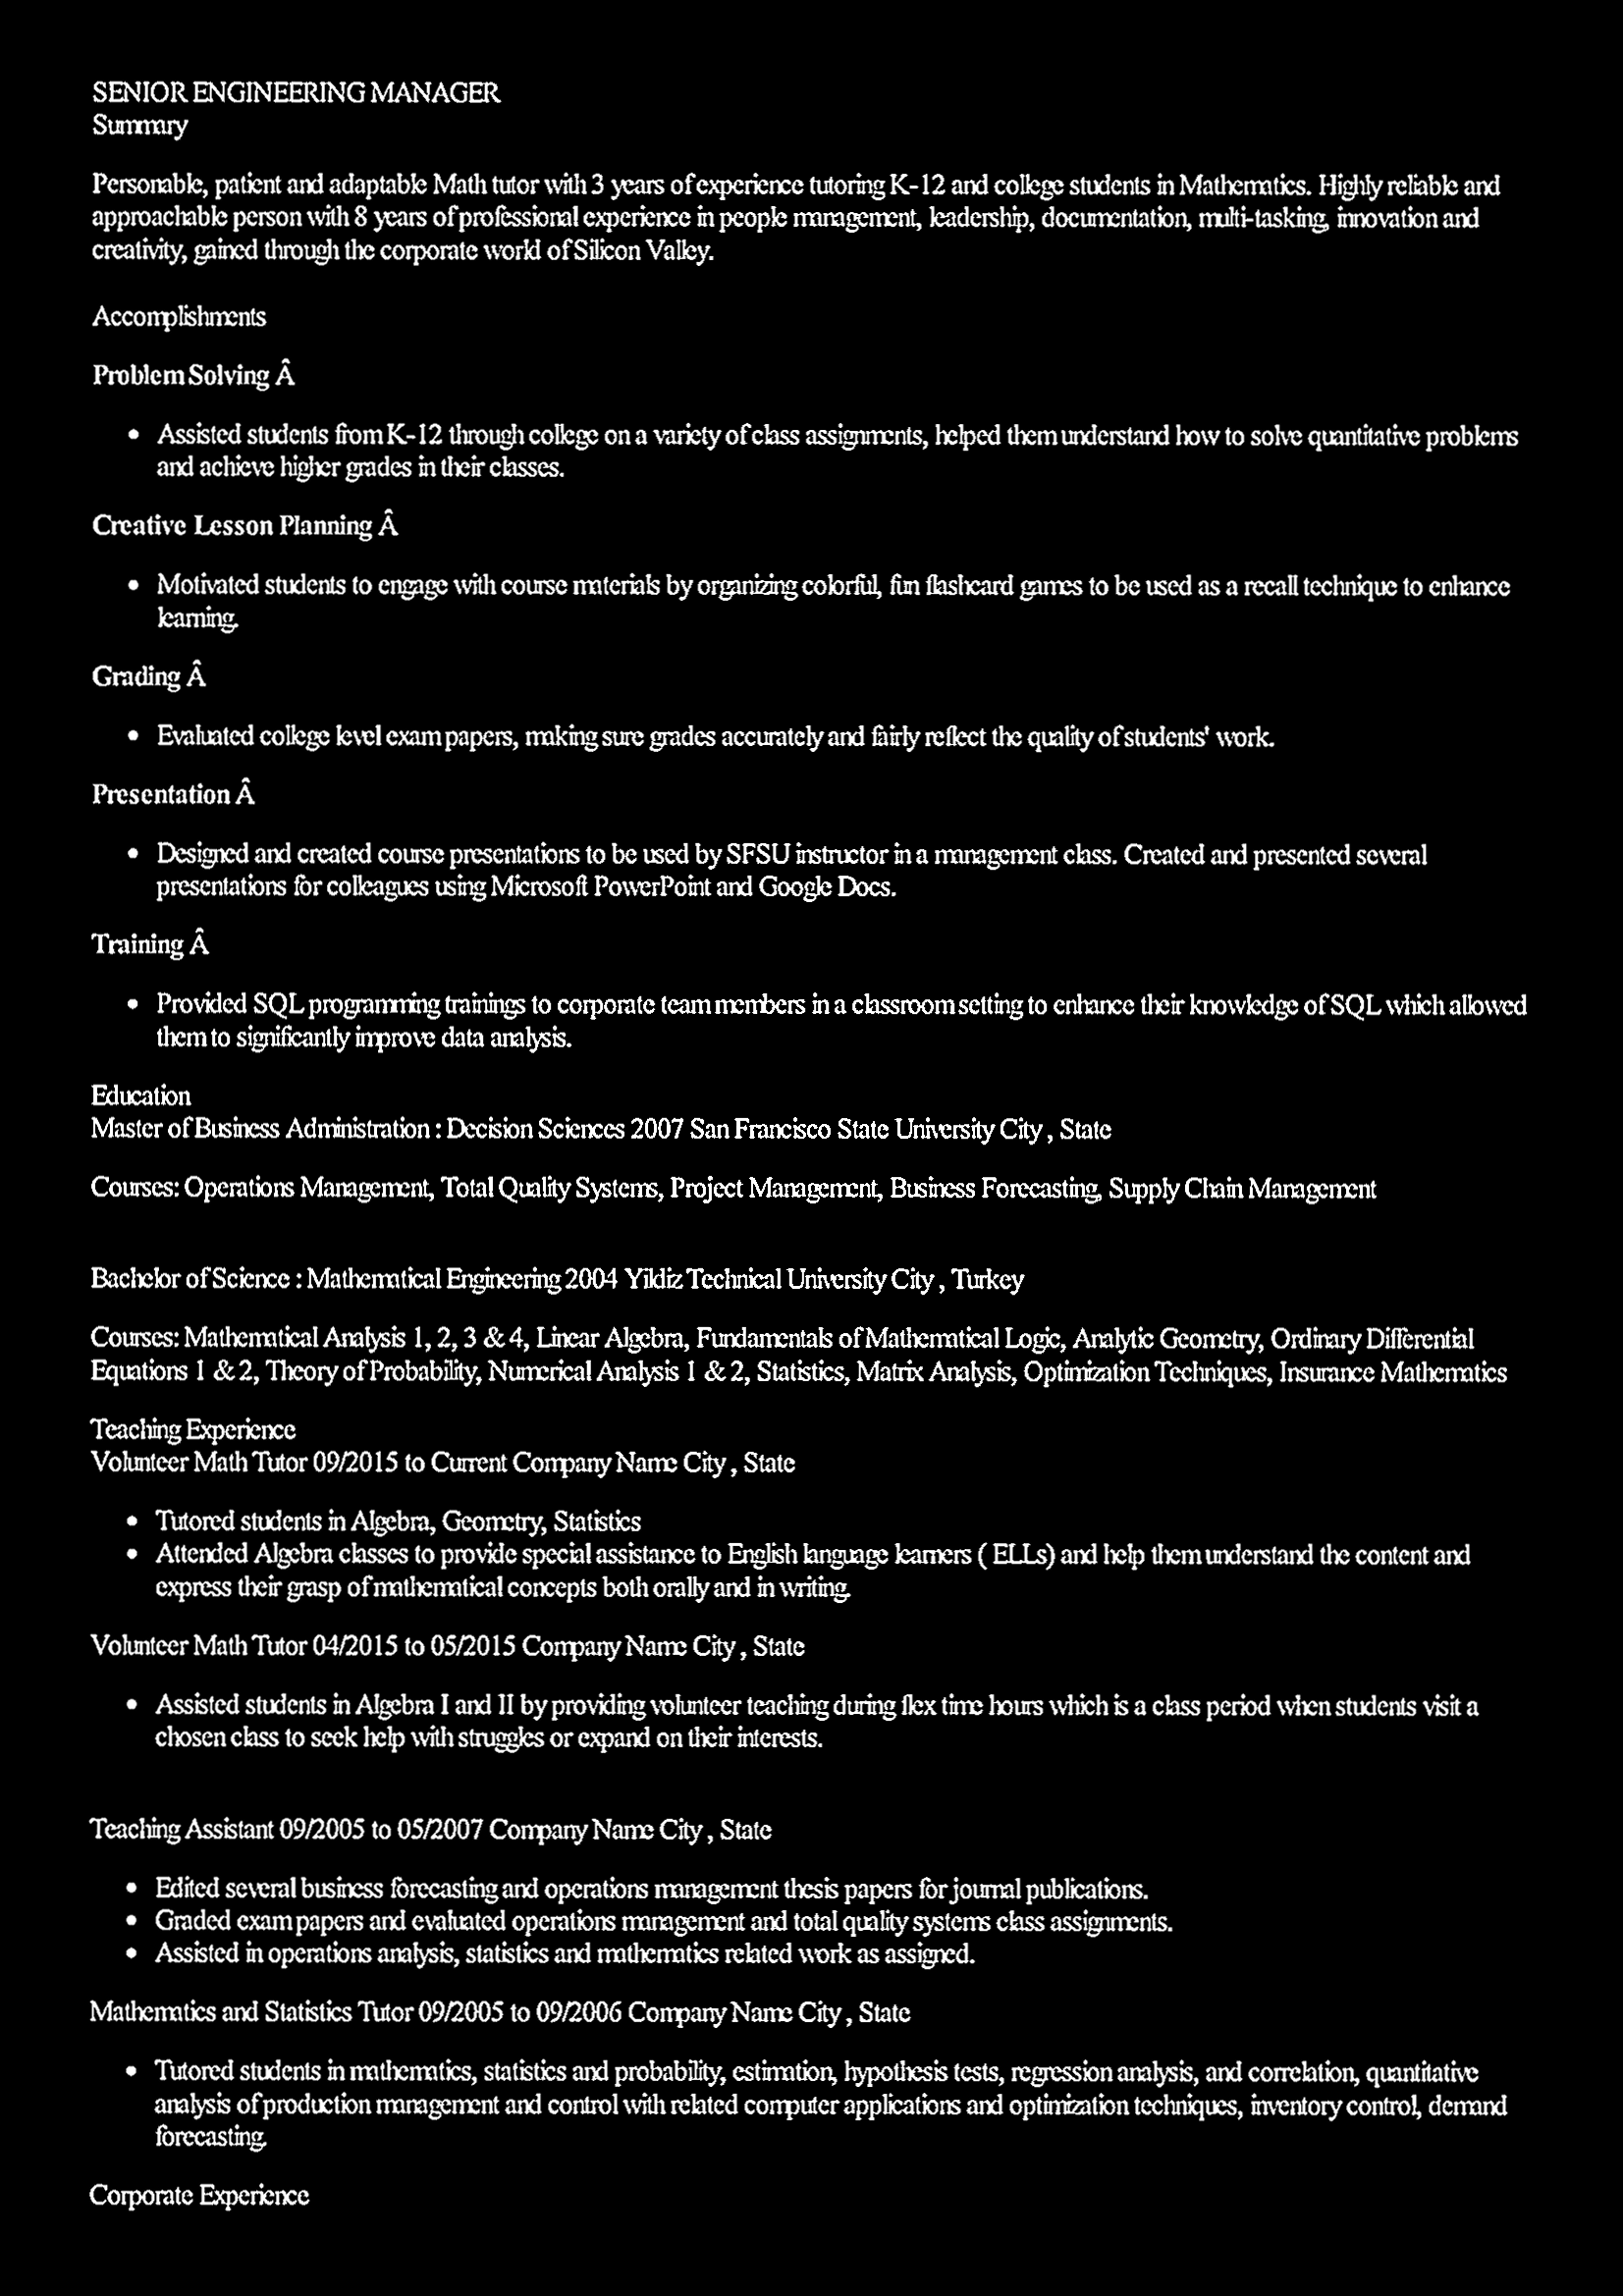 SENIOR ENGINEERING MANAGER
Summary
Personable, patient and adaptable Math tutor with 3 years of experience tutoring K-12 and college students in Mathematics. Highly reliable and
approachable person with 8 years of professional experience in people management, leadership, documentation, multi-tasking, innovation and
creativity, gained through the corporate world of Silicon Valley.
Accomplishments
Problem Solving Â
• Assisted students from K-12 through college on a variety of class assignments, helped them understand how to solve quantitative problems
and achieve higher grades in their classes.
Creative Lesson Planning Â
• Motivated students to engage with course materials by organizing colorful, fun flashcard games to be used as a recall technique to enhance
learning.
Grading Â
• Evaluated college level exam papers, making sure grades accurately and fairly reflect the quality of students' work.
Presentation Â
• Designed and created course presentations to be used by SFSU instructor in a management class. Created and presented several
presentations for colleagues using Microsoft PowerPoint and Google Docs.
Training Â
• Provided SQL programming trainings to corporate team members in a classroom setting to enhance their knowledge of SQL which allowed
them to significantly improve data analysis.
Education
Master of Business Administration : Decision Sciences 2007 San Francisco State University City , State
Courses: Operations Management, Total Quality Systems, Project Management, Business Forecasting, Supply Chain Management
Bachelor of Science : Mathematical Engineering 2004 Yildiz Technical University City , Turkey
Courses: Mathematical Analysis 1, 2, 3 & 4, Linear Algebra, Fundamentals of Mathematical Logic, Analytic Geometry, Ordinary Differential
Equations 1 & 2, Theory of Probability, Numerical Analysis 1 & 2, Statistics, Matrix Analysis, Optimization Techniques, Insurance Mathematics
Teaching Experience
Volunteer Math Tutor 09/2015 to Current Company Name City , State
• Tutored students in Algebra, Geometry, Statistics
• Attended Algebra classes to provide special assistance to English language learners ( ELLs) and help them understand the content and
express their grasp of mathematical concepts both orally and in writing.
Volunteer Math Tutor 04/2015 to 05/2015 Company Name City , State
• Assisted students in Algebra I and II by providing volunteer teaching during flex time hours which is a class period when students visit a
chosen class to seek help with struggles or expand on their interests.
Teaching Assistant 09/2005 to 05/2007 Company Name City , State
• Edited several business forecasting and operations management thesis papers for journal publications.
• Graded exam papers and evaluated operations management and total quality systems class assignments.
• Assisted in operations analysis, statistics and mathematics related work as assigned.
Mathematics and Statistics Tutor 09/2005 to 09/2006 Company Name City , State
• Tutored students in mathematics, statistics and probability, estimation, hypothesis tests, regression analysis, and correlation, quantitative
analysis of production management and control with related computer applications and optimization techniques, inventory control, demand
forecasting.
Corporate Experience